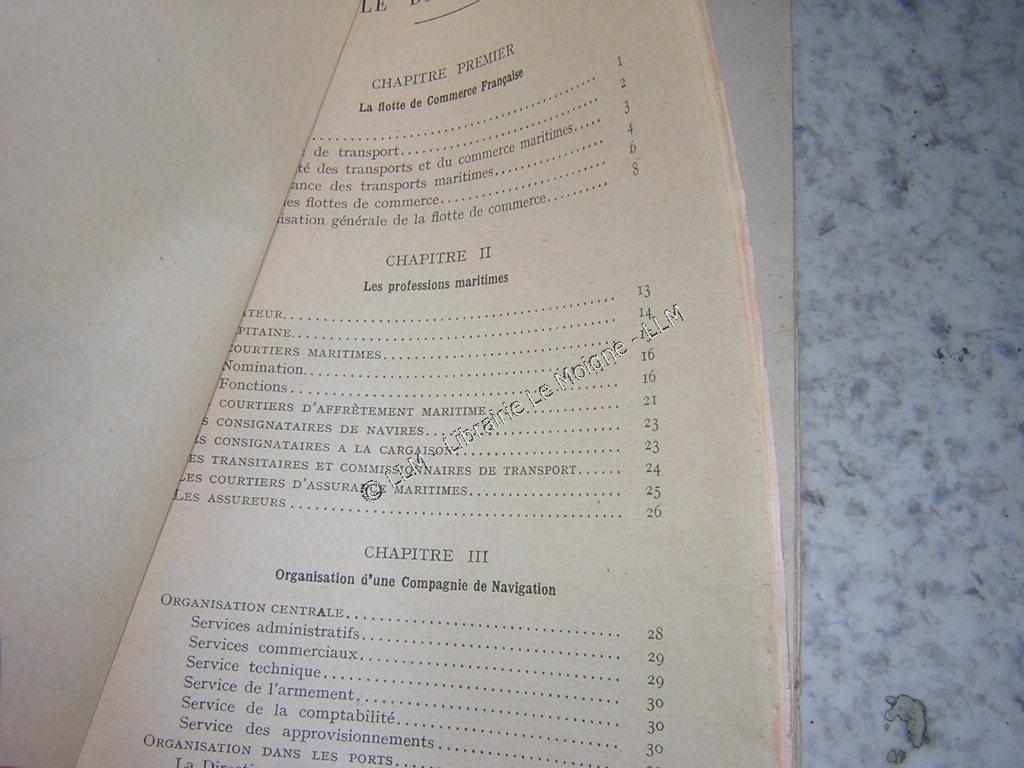 LE
CHAPITRE PREMIER
La flotte de Commerce Française
1
de transport 2
té des transports et du commerce maritimes 3
ance des transports maritimes 4
es flottes de commerce 6
isation générale de la flotte de commerce 8
CHAPITRE II
Les professions maritimes
ATEUR 13
PITAINE 14
COURTIERS MARITIMES
Nomination 16
Fonctions 16
COURTIERS D'AFFRÈTEMENT MARITIME 21
S CONSIGNATAIRES DE NAVIRES 23
ES CONSIGNATAIRES A LA CARGAISON 23
ES TRANSITAIRES ET COMMISSIONNAIRES DE TRANSPORT 24
LES COURTIERS D'ASSURANCE MARITIMES 25
LES ASSUREURS 26
CHAPITRE III
Organisation d'une Compagnie de Navigation
ORGANISATION CENTRALE 28
Services administratifs 29
Services commerciaux 29
Service technique 30
Service de l'armement 30
Service de la comptabilité 30
Service des approvisionnements
ORGANISATION DANS LES PORTS
La
© LLM - Librairie Le Moigne - LLM